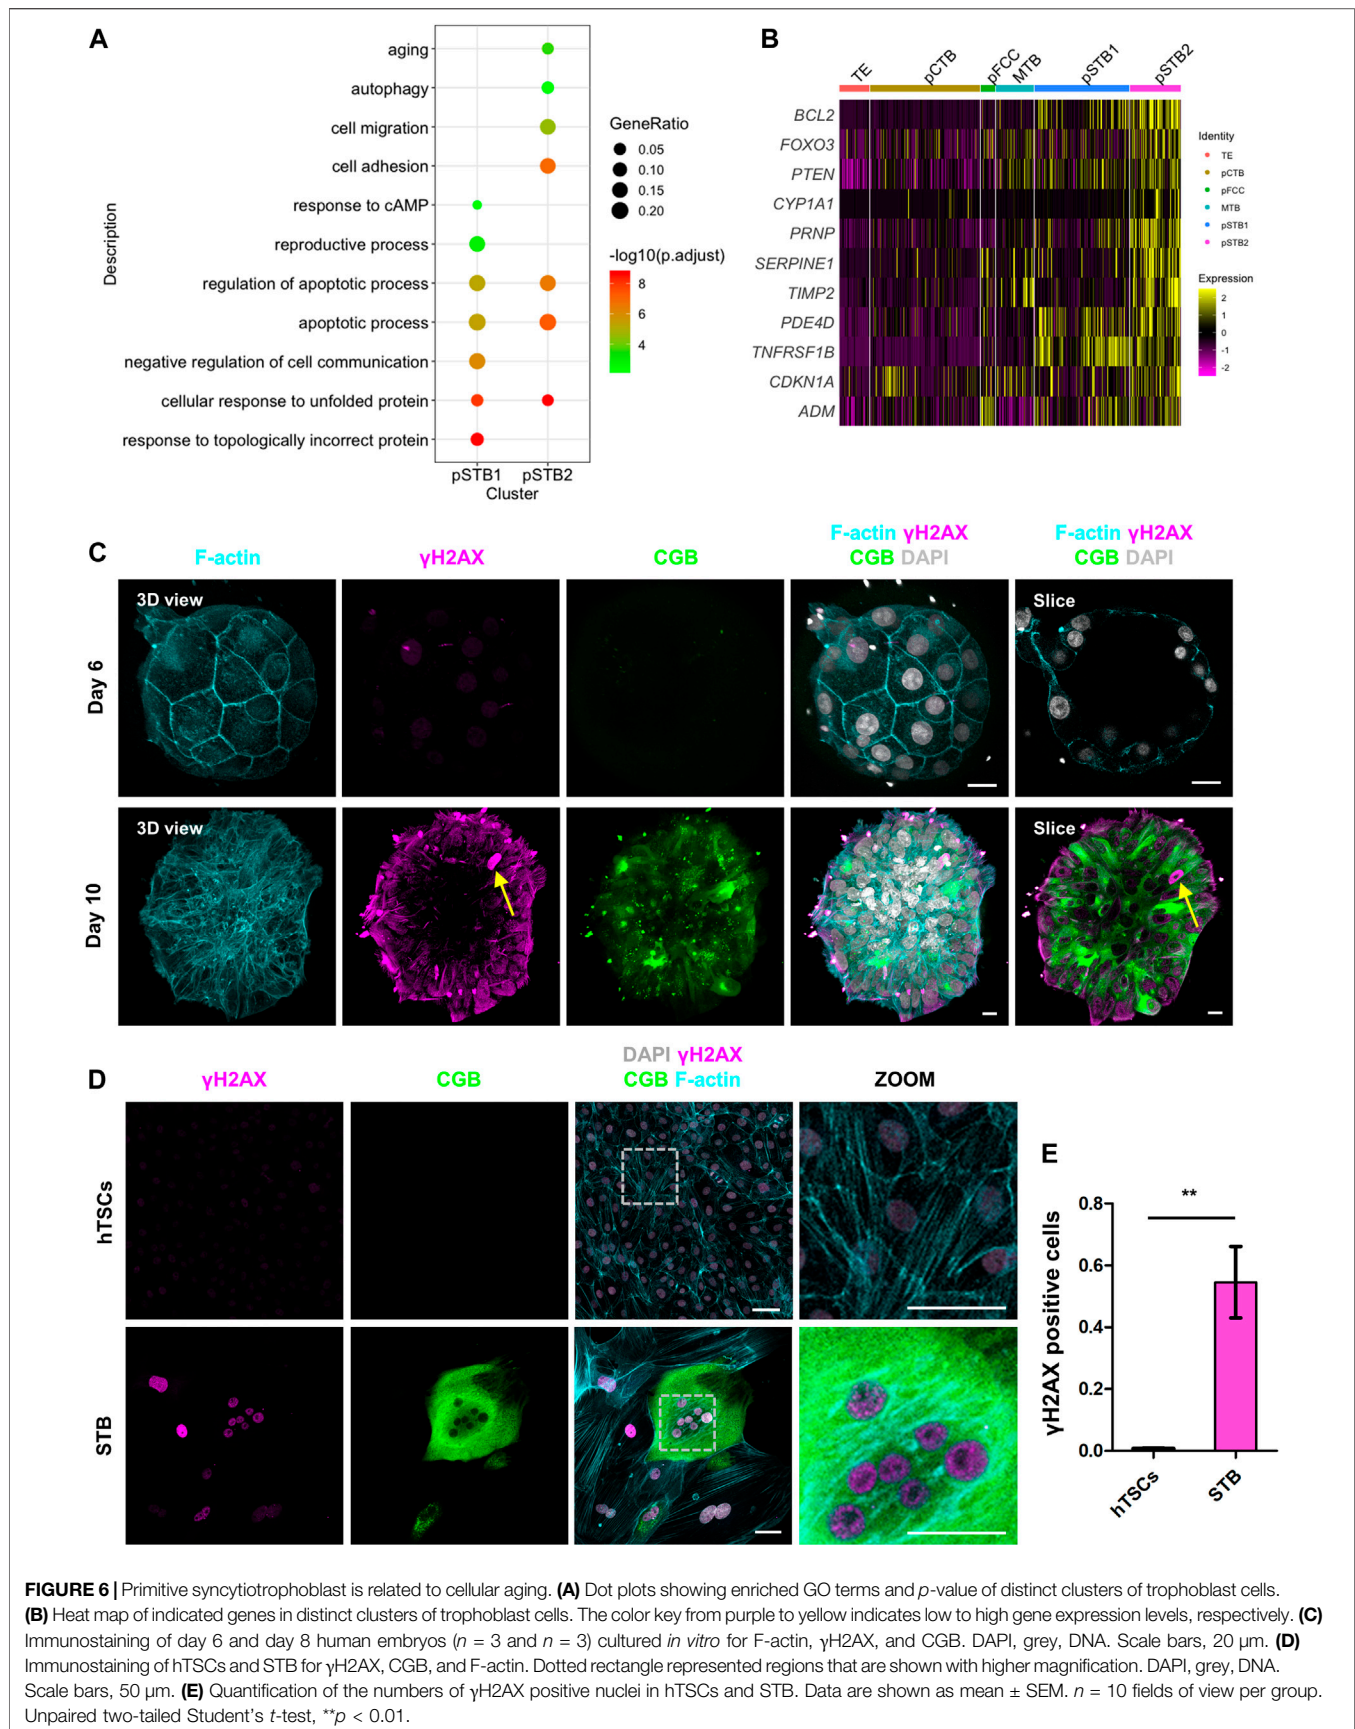 A
aging
autophagy
cell migration
cell adhesion
response to cAMP
reproductive process
regulation of apoptotic process
apoptotic process
negative regulation of cell communication
cellular response to unfolded protein
response to topologically incorrect protein
Description
pSTB1 pSTB2
Cluster
GeneRatio
0.05
0.10
0.15
0.20
-log10(p.adjust)
8
6
4
B
TE pCTB pFCC MTB pSTB1 pSTB2
BCL2
FOXO3
PTEN
CYP1A1
PRNP
SERPINE1
TIMP2
PDE4D
TNFRSF1B
CDKN1A
ADM
Identity
TE
pCTB
pFCC
MTB
pSTB1
pSTB2
Expression
2
1
0
-1
-2
C
F-actin
γH2AX
CGB
F-actin γH2AX
CGB DAPI
F-actin γH2AX
CGB DAPI
Day 6
3D view
Slice
Day 10
3D view
Slice
D
γH2AX
CGB
DAPI γH2AX
CGB F-actin
ZOOM
hTSCs
STB
E
γH2AX positive cells
0.8
0.6
0.4
0.2
0.0
**
hTSCs
STB
FIGURE 6 | Primitive syncytiotrophoblast is related to cellular aging. (A) Dot plots showing enriched GO terms and p-value of distinct clusters of trophoblast cells.
(B) Heat map of indicated genes in distinct clusters of trophoblast cells. The color key from purple to yellow indicates low to high gene expression levels, respectively. (C)
Immunostaining of day 6 and day 8 human embryos (n = 3 and n = 3) cultured in vitro for F-actin, γH2AX, and CGB. DAPI, grey, DNA. Scale bars, 20 μm. (D)
Immunostaining of hTSCs and STB for γH2AX, CGB, and F-actin. Dotted rectangle represented regions that are shown with higher magnification. DAPI, grey, DNA.
Scale bars, 50 μm. (E) Quantification of the numbers of γH2AX positive nuclei in hTSCs and STB. Data are shown as mean ± SEM. n = 10 fields of view per group.
Unpaired two-tailed Student's t-test, **p < 0.01.